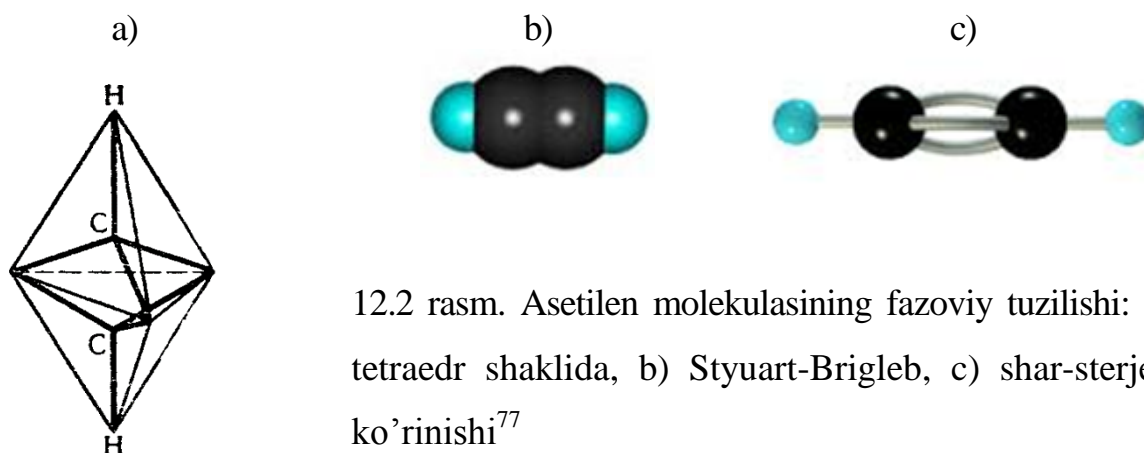 a) b) c)
H
C
C
H
12.2 rasm. Asetilen molekulasining fazoviy tuzilishi:
tetraedr shaklida, b) Styuart-Brigleb, c)
ko’rinishi77